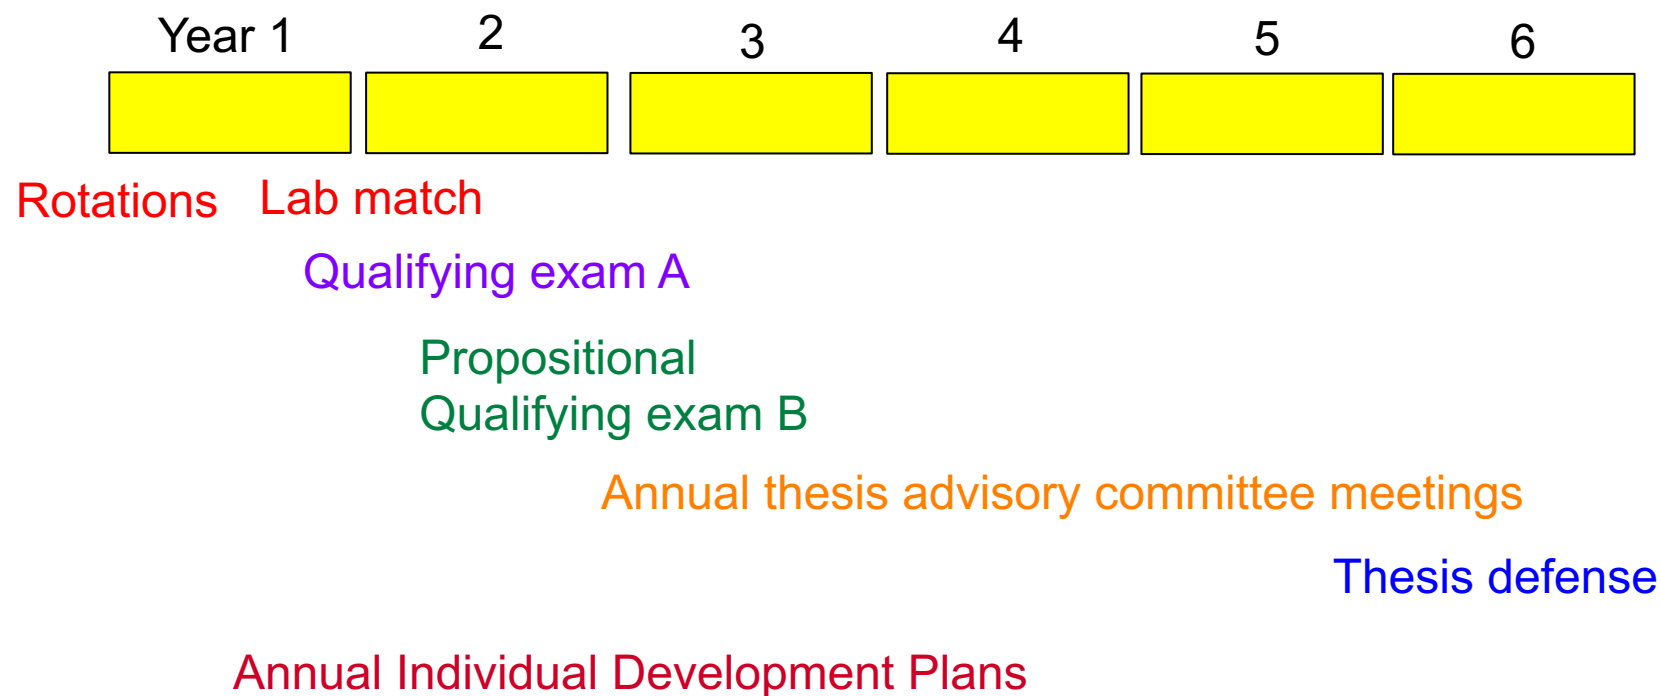 Year 1 2 3 4 5 6
Rotations Lab match
Qualifying exam A
Propositional
Qualifying exam B
Annual thesis advisory committee meetings
Thesis defense
Annual Individual Development Plans